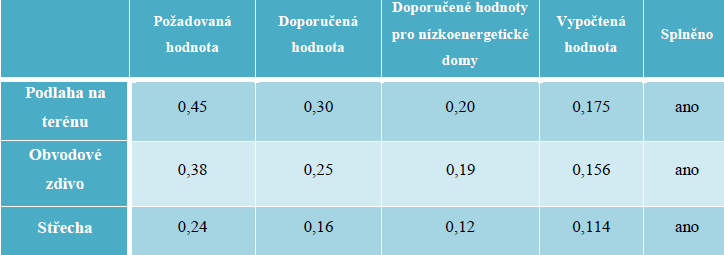 Požadovaná hodnota
Doporučená hodnota
Doporučené hodnoty pro nízkoenergetické domy
Vypočtená hodnota
Splněno
Podlaha na terénu
0,45
0,30
0,20
0,175
ano
Obvodové zdivo
0,38
0,25
0,19
0,156
ano
Střecha
0,24
0,16
0,12
0,114
ano